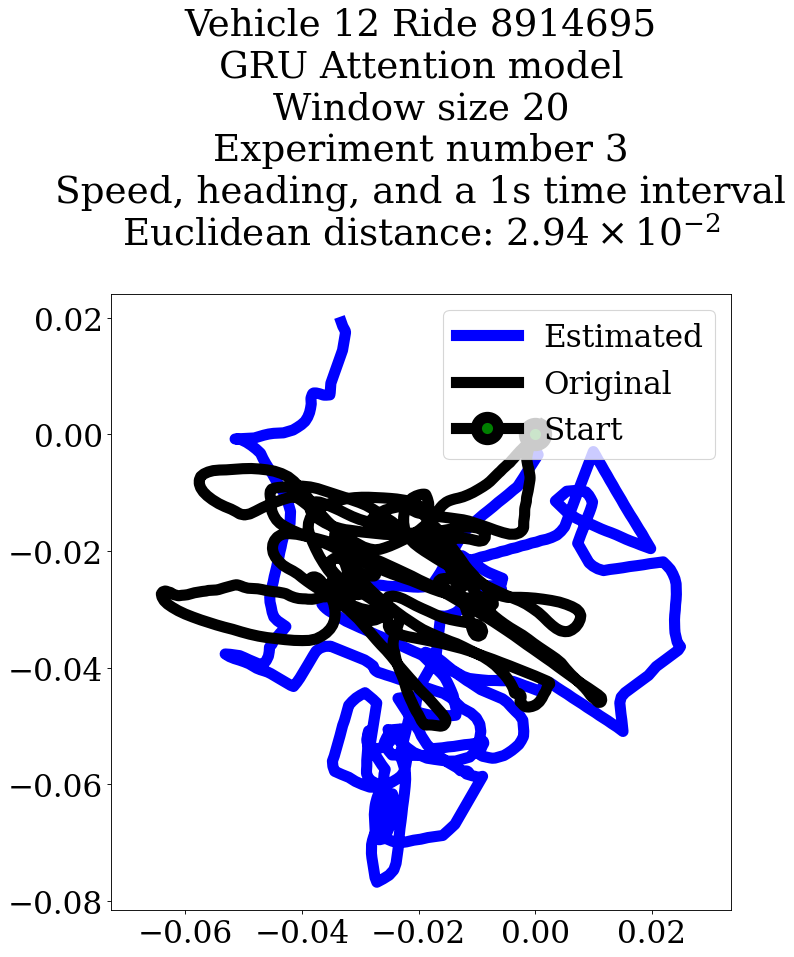 Vehicle 12 Ride 8914695
GRU Attention model
Window size 20
Experiment number 3
Speed, heading, and a 1s time interval
Euclidean distance: 2.94 × 10⁻²
Estimated
Original
Start
0.02
0.00
−0.02
−0.04
−0.06
−0.08
−0.06 −0.04 −0.02 0.00 0.02